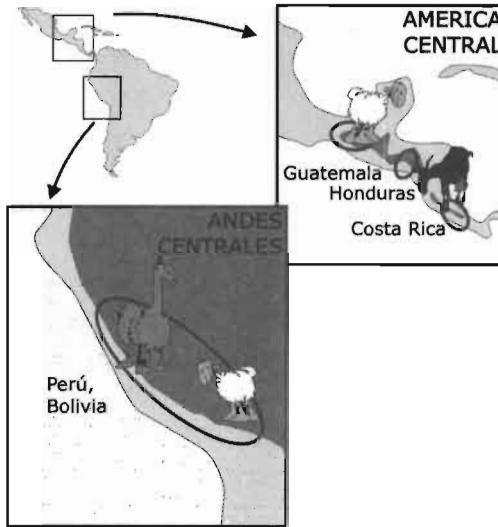 AMERICA
CENTRAL
Guatemala
Honduras
Costa Rica
ANDES
CENTRALES
Perú,
Bolivia